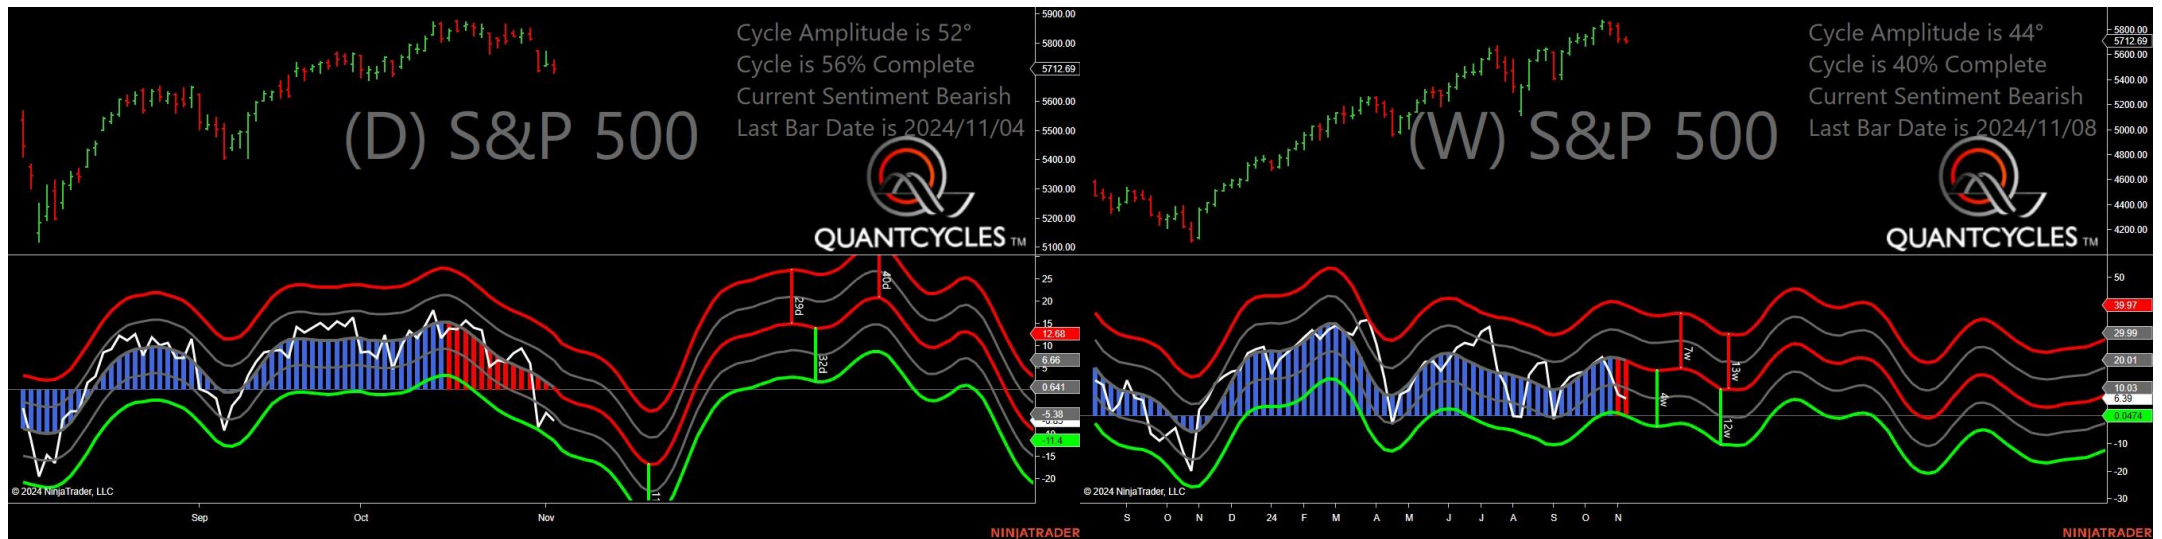 Cycle Amplitude is 52°
Cycle is 56% Complete
Current Sentiment Bearish
Last Bar Date is 2024/11/04
(D) S&P 500
QUANTCYCLES TM
5900.00
5800.00
5712.69
5600.00
5500.00
5400.00
5300.00
5200.00
5100.00
29d
40d
32d
25
20
15
12.68
10
6.66
5
0.641
-5.38
-11.4
-15
-20
© 2024 NinjaTrader, LLC
Sep Oct Nov
NINJATRADER
Cycle Amplitude is 44°
Cycle is 40% Complete
Current Sentiment Bearish
Last Bar Date is 2024/11/08
(W) S&P 500
QUANTCYCLES TM
5800.00
5712.69
5600.00
5400.00
5200.00
5000.00
4800.00
4600.00
4400.00
4200.00
7w
13w
4w
12w
50
39.97
29.99
20.01
10.03
6.39
0.0474
-10
-20
-30
© 2024 NinjaTrader, LLC
S O N D 24 F M A M J J A S O N
NINJATRADER